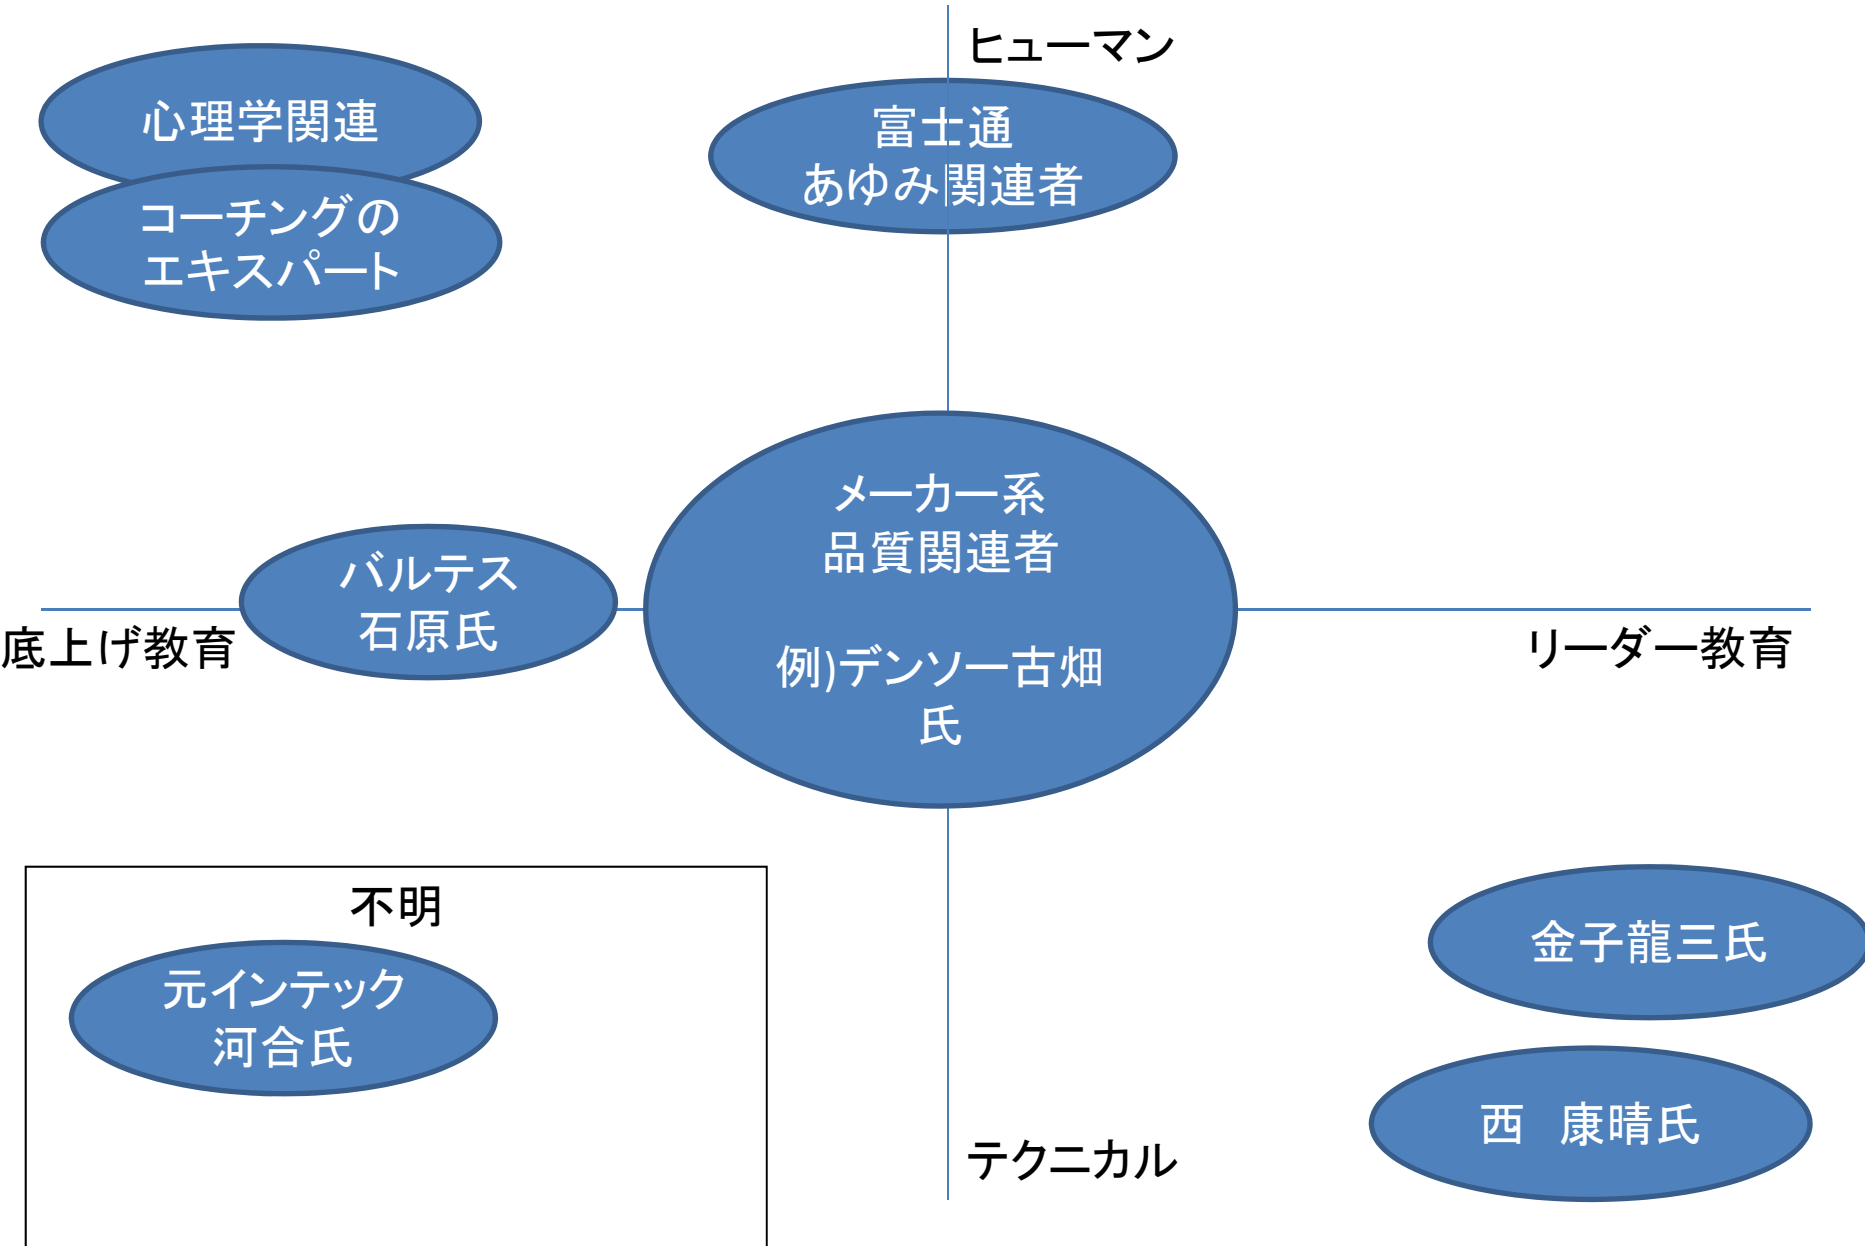 ヒューマン
心理学関連
コーチングの
エキスパート
富士通
あゆみ関連者
メーカー系
品質関連者
例)デンソー古畑
氏
バルテス
石原氏
底上げ教育
リーダー教育
不明
元インテック
河合氏
金子龍三氏
西　康晴氏
テクニカル